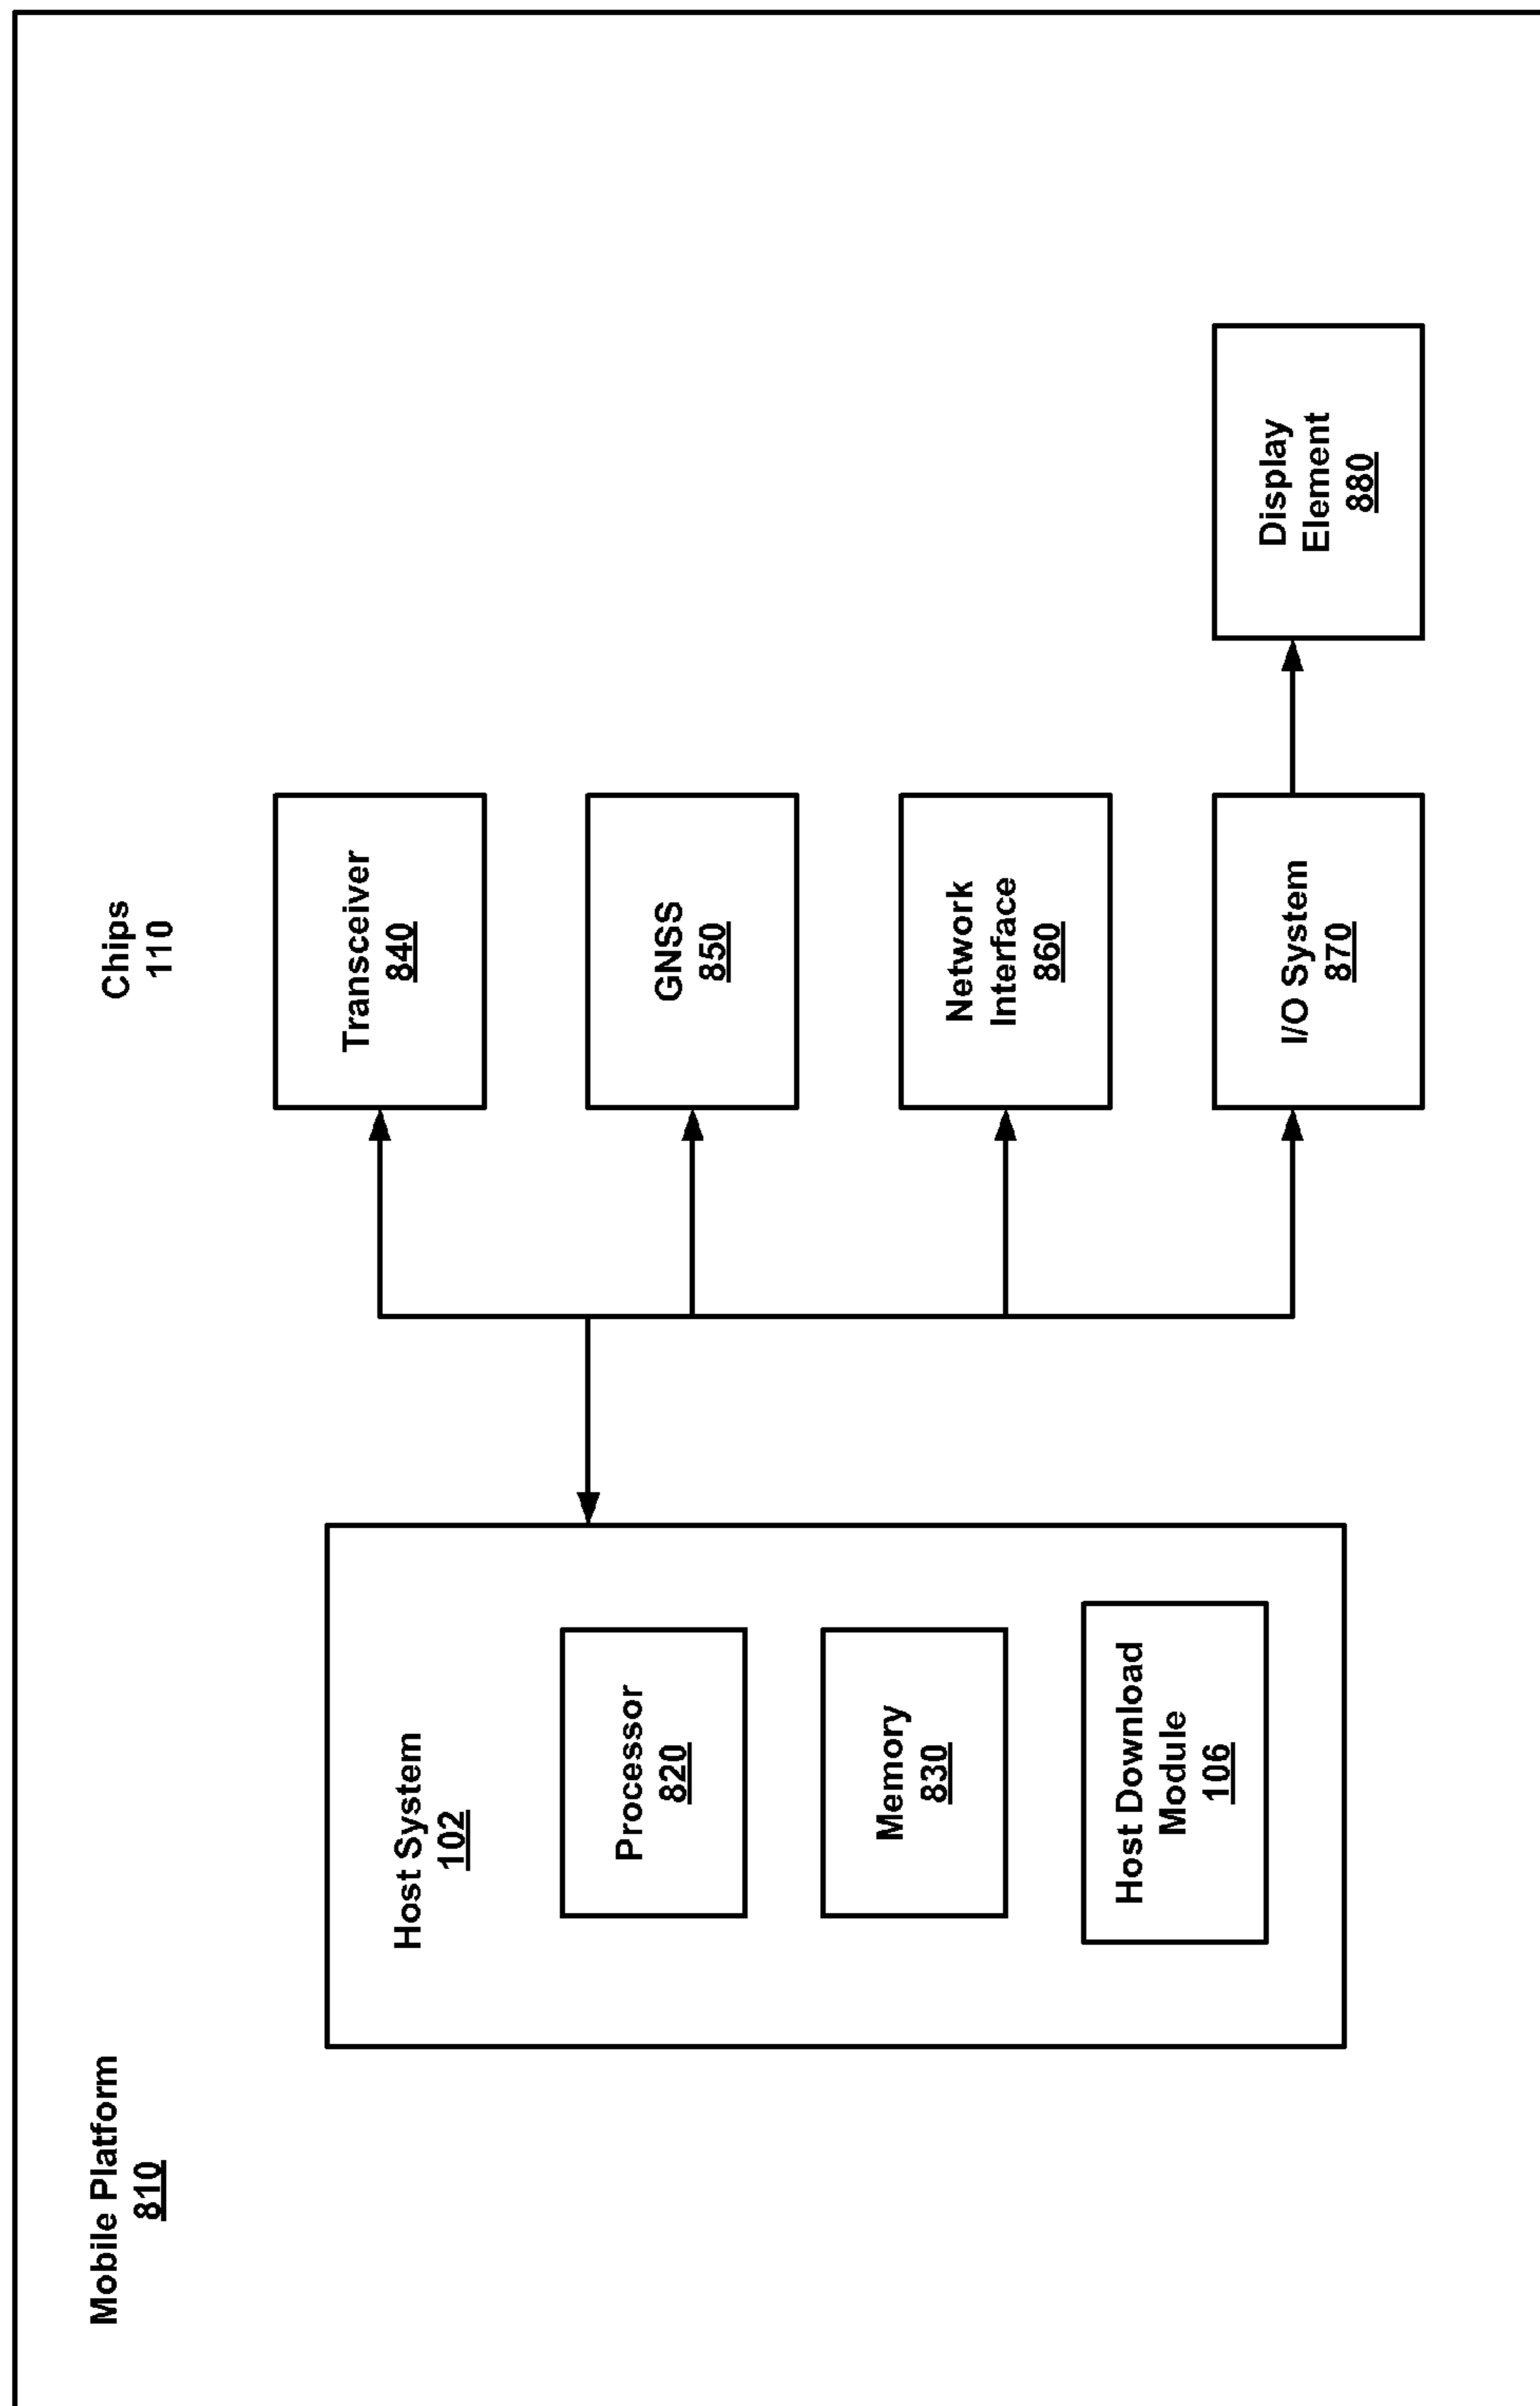 Mobile Platform
810
Host System
102
Processor
820
Memory
830
Host Download
Module
106
Chips
110
Transceiver
840
GNSS
850
Network
Interface
860
I/O System
870
Display
Element
880